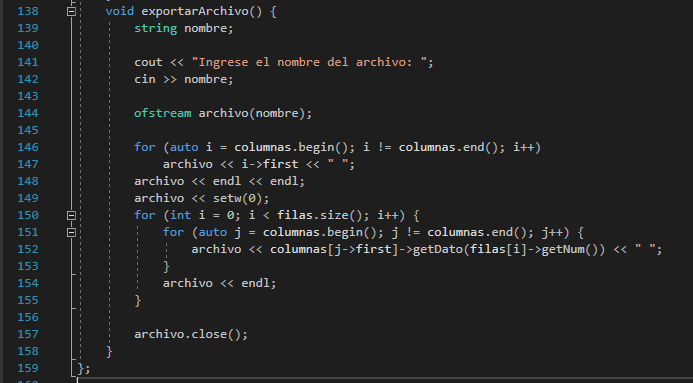 138 void exportarArchivo() {
139 string nombre;
140
141 cout << "Ingrese el nombre del archivo: ";
142 cin >> nombre;
143
144 ofstream archivo(nombre);
145
146 for (auto i = columnas.begin(); i != columnas.end(); i++)
147 archivo << i->first << " ";
148 archivo << endl << endl;
149 archivo << setw(0);
150 for (int i = 0; i < filas.size(); i++) {
151 for (auto j = columnas.begin(); j != columnas.end(); j++) {
152 archivo << columnas[j->first]->getDato(filas[i]->getNum()) << " ";
153 }
154 archivo << endl;
155 }
156
157 archivo.close();
158 }
159 };